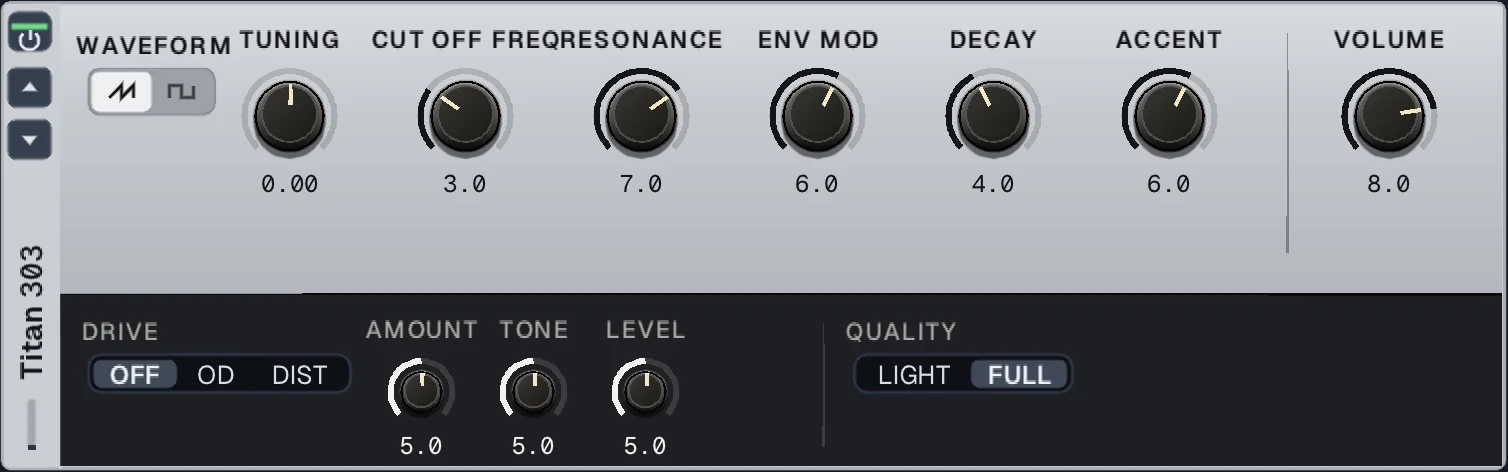 WAVEFORM TUNING CUT OFF FREQ RESONANCE ENV MOD DECAY ACCENT VOLUME
0.00 3.0 7.0 6.0 4.0 6.0 8.0
Titan 303
DRIVE AMOUNT TONE LEVEL QUALITY
OFF OD DIST LIGHT FULL
5.0 5.0 5.0